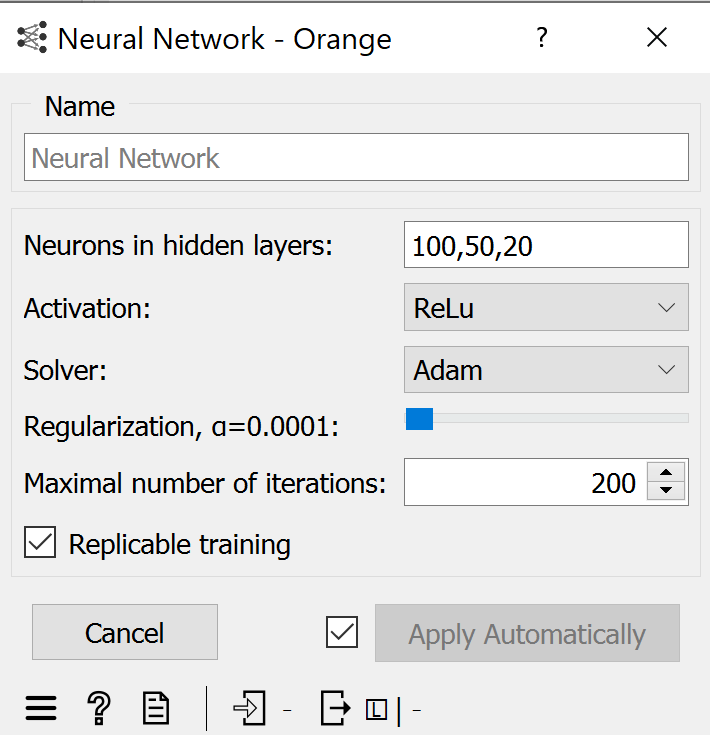 Neural Network - Orange ? ×
Name
Neural Network
Neurons in hidden layers: 100,50,20
Activation: ReLu
Solver: Adam
Regularization, α=0.0001:
Maximal number of iterations: 200
Replicable training
Cancel Apply Automatically
? - L | -